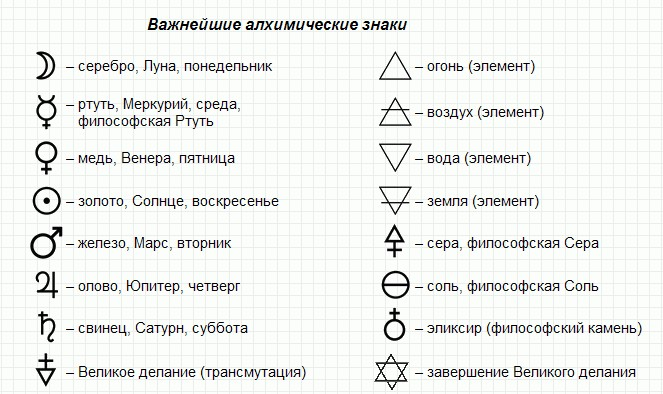 Важнейшие алхимические знаки
– серебро, Луна, понедельник
– ртуть, Меркурий, среда,
философская Ртуть
– медь, Венера, пятница
– золото, Солнце, воскресенье
– железо, Марс, вторник
– олово, Юпитер, четверг
– свинец, Сатурн, суббота
– Великое делание (трансмутация)
– огонь (элемент)
– воздух (элемент)
– вода (элемент)
– земля (элемент)
– сера, философская Сера
– соль, философская Соль
– эликсир (философский камень)
– завершение Великого делания